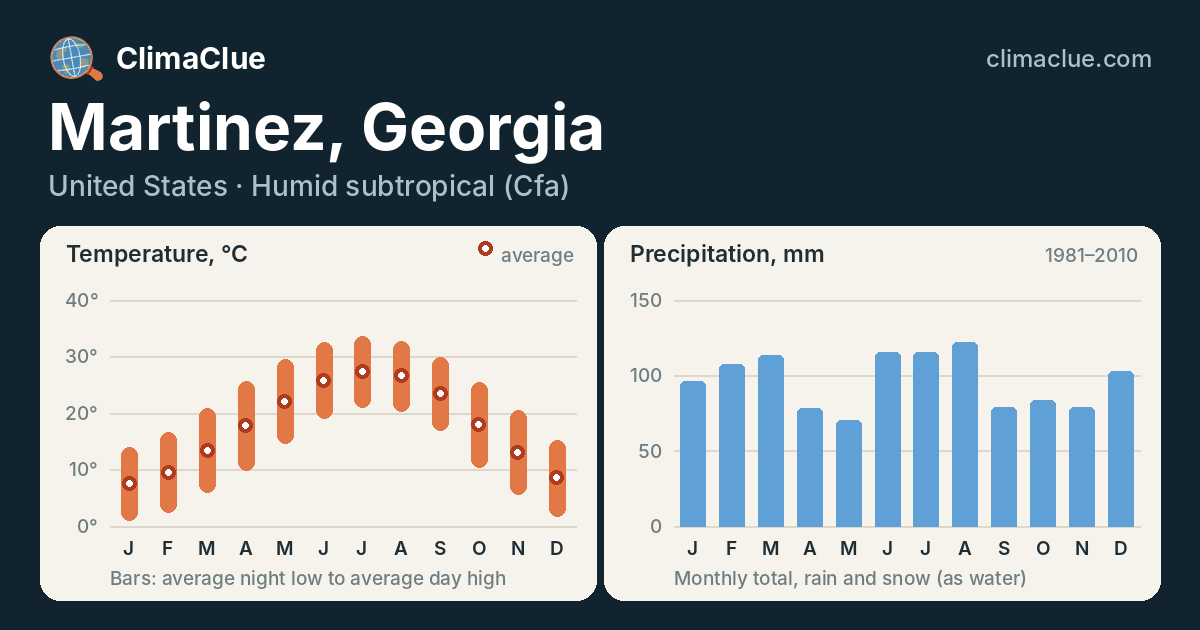 ClimaClue
climaclue.com
Martinez, Georgia
United States · Humid subtropical (Cfa)
Temperature, °C
average
40°
30°
20°
10°
0°
J F M A M J J A S O N D
Bars: average night low to average day high
Precipitation, mm
1981–2010
150
100
50
0
J F M A M J J A S O N D
Monthly total, rain and snow (as water)